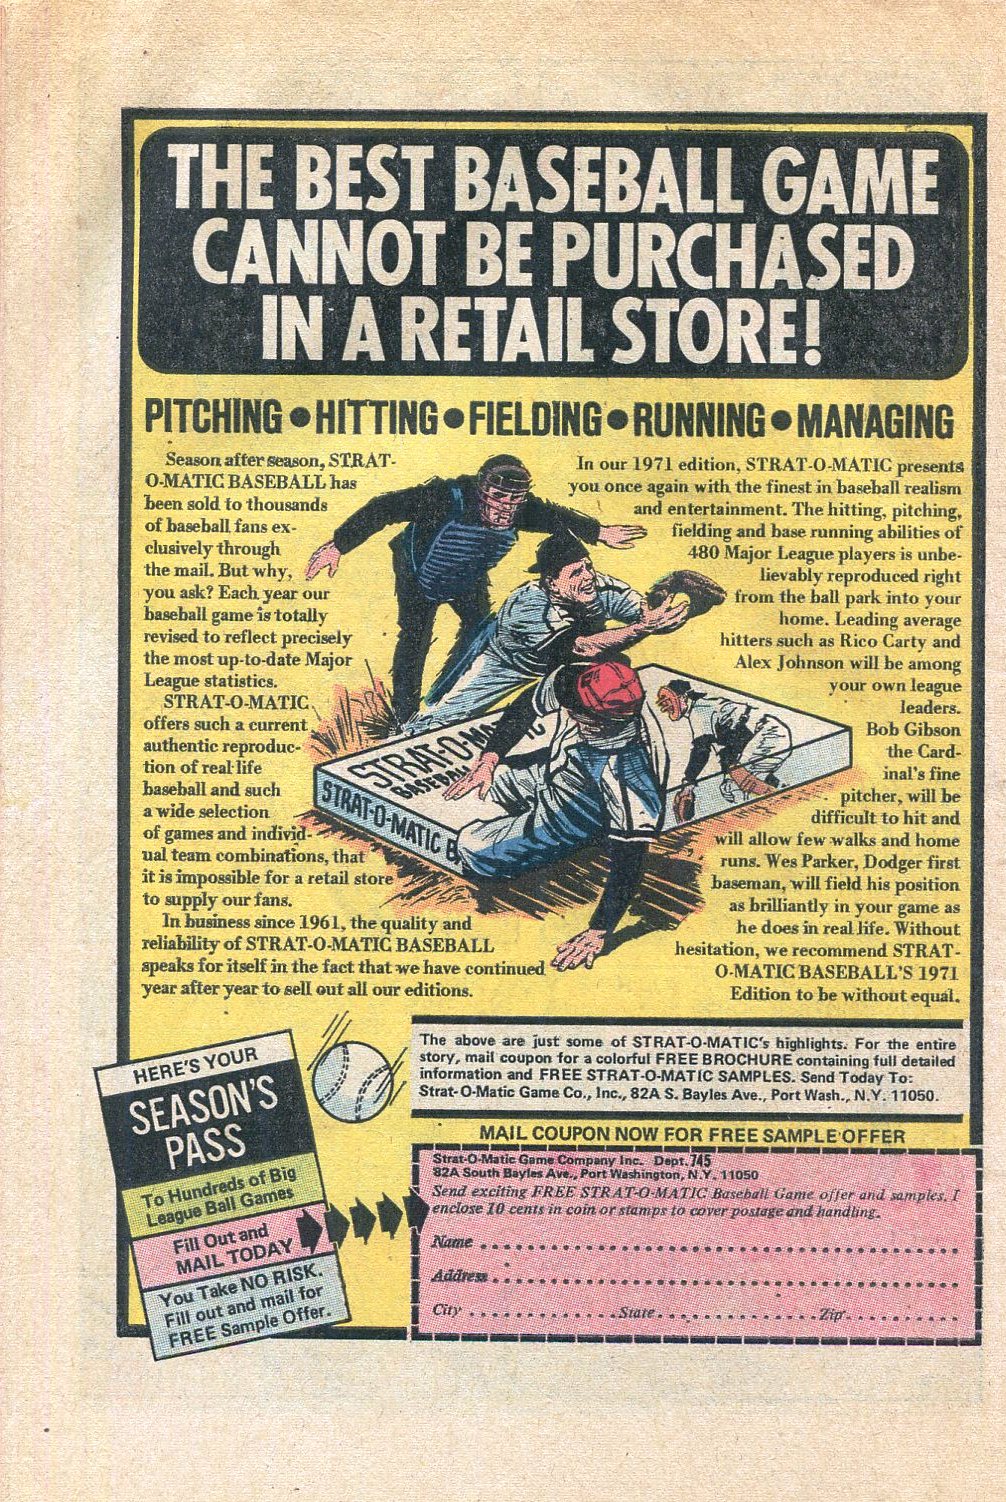 THE BEST BASEBALL GAME
CANNOT BE PURCHASED
IN A RETAIL STORE!
PITCHING • HITTING • FIELDING • RUNNING • MANAGING
Season after season, STRAT-
O-MATIC BASEBALL has
been sold to thousands
of baseball fans ex-
clusively through
the mail. But why,
you ask? Each year our
baseball game is totally
revised to reflect precisely
the most up-to-date Major
League statistics.
STRAT-O-MATIC
offers such a current
authentic reproduc-
tion of real life
baseball and such
a wide selection
of games and individ-
ual team combinations, that
it is impossible for a retail store
to supply our fans.
In business since 1961, the quality and
reliability of STRAT-O-MATIC BASEBALL
speaks for itself in the fact that we have continued
year after year to sell out all our editions.
In our 1971 edition, STRAT-O-MATIC presents
you once again with the finest in baseball realism
and entertainment. The hitting, pitching,
fielding and base running abilities of
480 Major League players is unbe-
lievably reproduced right
from the ball park into your
home. Leading average
hitters such as Rico Carty and
Alex Johnson will be among
your own league
leaders.
Bob Gibson
the Card-
inal's fine
pitcher, will be
difficult to hit and
will allow few walks and home
runs. Wes Parker, Dodger first
baseman, will field his position
as brilliantly in your game as
he does in real life. Without
hesitation, we recommend STRAT-
O-MATIC BASEBALL'S 1971
Edition to be without equal.
STRAT-O-MATIC
BASEBALL
STRAT-O-MATIC B
The above are just some of STRAT-O-MATIC's highlights. For the entire
story, mail coupon for a colorful FREE BROCHURE containing full detailed
information and FREE STRAT-O-MATIC SAMPLES. Send Today To:
Strat-O-Matic Game Co., Inc., 82A S. Bayles Ave., Port Wash., N.Y. 11050.
HERE'S YOUR
SEASON'S
PASS
To Hundreds of Big
League Ball Games
Fill Out and
MAIL TODAY
You Take NO RISK.
Fill out and mail for
FREE Sample Offer.
MAIL COUPON NOW FOR FREE SAMPLE OFFER
Strat-O-Matic Game Company Inc. Dept. 745
82A South Bayles Ave., Port Washington, N.Y. 11050
Send exciting FREE STRAT-O-MATIC Baseball Game offer and samples. I
enclose 10 cents in coin or stamps to cover postage and handling.
Name
Address
City State Zip